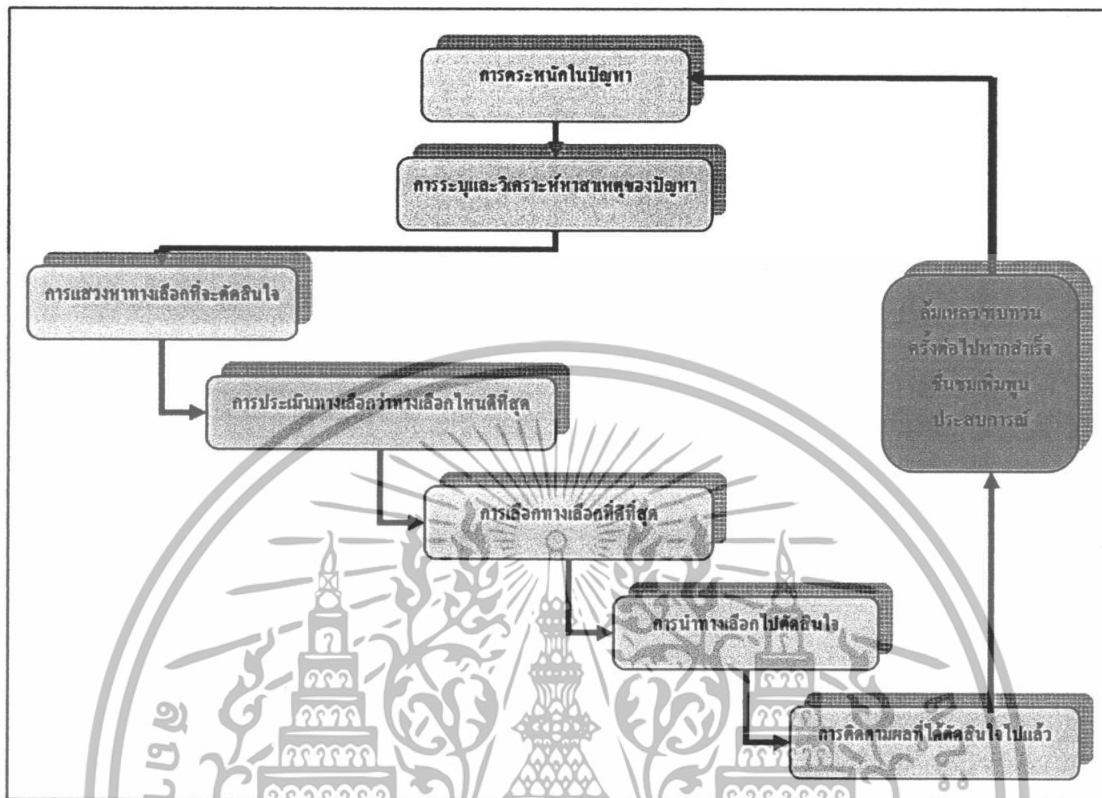 การตระหนักในปัญหา
การระบุและวิเคราะห์หาสาเหตุของปัญหา
การแสวงหาทางเลือกที่จะตัดสินใจ
การประเมินทางเลือกว่าทางเลือกไหนดีที่สุด
การเลือกทางเลือกที่ดีที่สุด
การนำทางเลือกไปตัดสินใจ
การติดตามผลที่ได้ตัดสินใจไปแล้ว
ล้มเหลว/ทบทวน
ครั้งต่อไปหากสำเร็จ
ชื่นชมเพิ่มพูน
ประสบการณ์